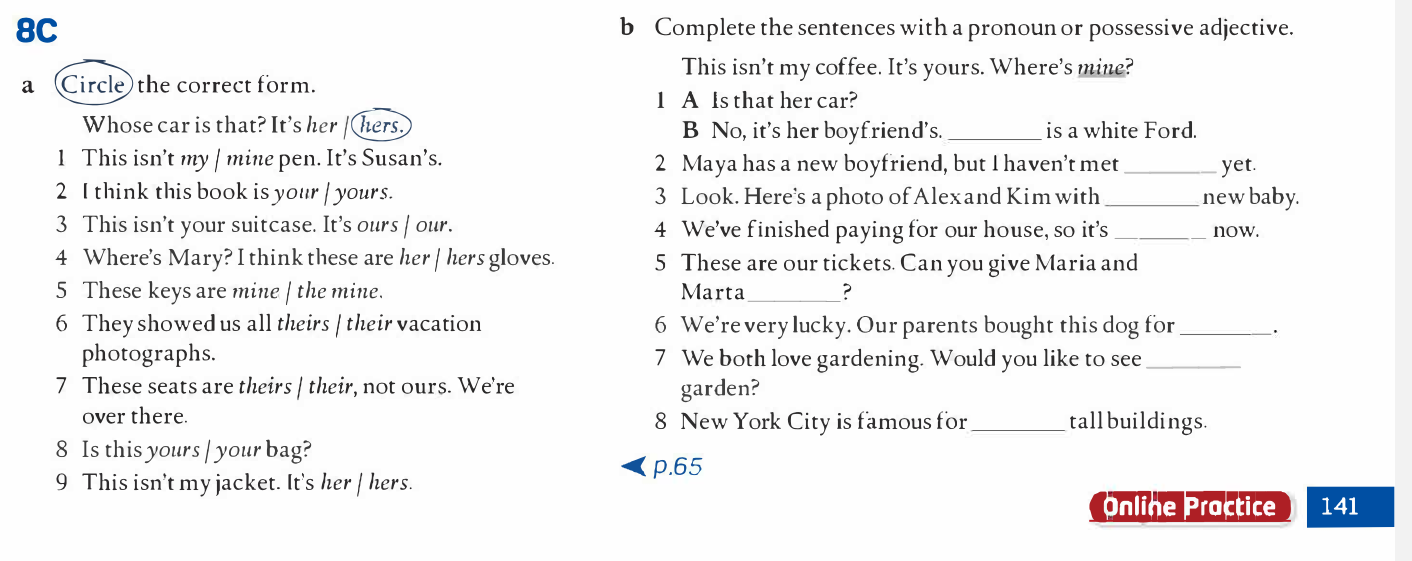 8C
a Circle the correct form.
Whose car is that? It's her / hers.
1 This isn't my / mine pen. It's Susan's.
2 I think this book is your / yours.
3 This isn't your suitcase. It's ours / our.
4 Where's Mary? I think these are her / hers gloves.
5 These keys are mine / the mine.
6 They showed us all theirs / their vacation
photographs.
7 These seats are theirs / their, not ours. We're
over there.
8 Is this yours / your bag?
9 This isn't my jacket. It's her / hers.
b Complete the sentences with a pronoun or possessive adjective.
This isn't my coffee. It's yours. Where's mine?
1 A Is that her car?
B No, it's her boyfriend's. ________ is a white Ford.
2 Maya has a new boyfriend, but I haven't met ________ yet.
3 Look. Here's a photo of Alex and Kim with ________ new baby.
4 We've finished paying for our house, so it's ________ now.
5 These are our tickets. Can you give Maria and
Marta ________?
6 We're very lucky. Our parents bought this dog for ________.
7 We both love gardening. Would you like to see ________
garden?
8 New York City is famous for ________ tall buildings.
p.65
Online Practice 141